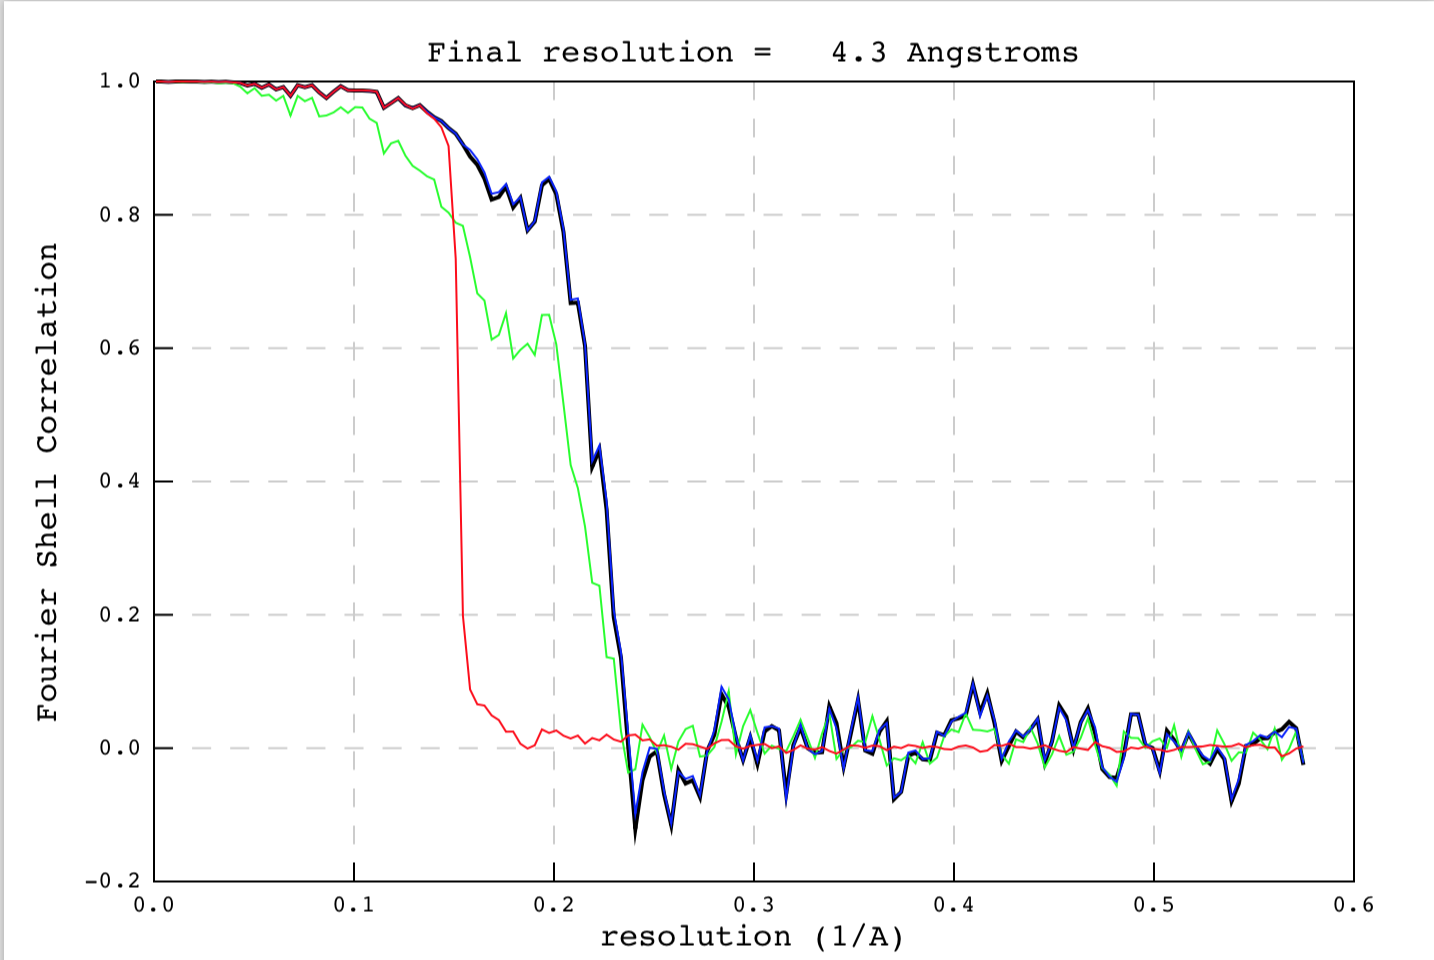 Final resolution =   4.3 Angstroms
Fourier Shell Correlation
1.0
0.8
0.6
0.4
0.2
0.0
-0.2
0.0 0.1 0.2 0.3 0.4 0.5 0.6
resolution (1/A)